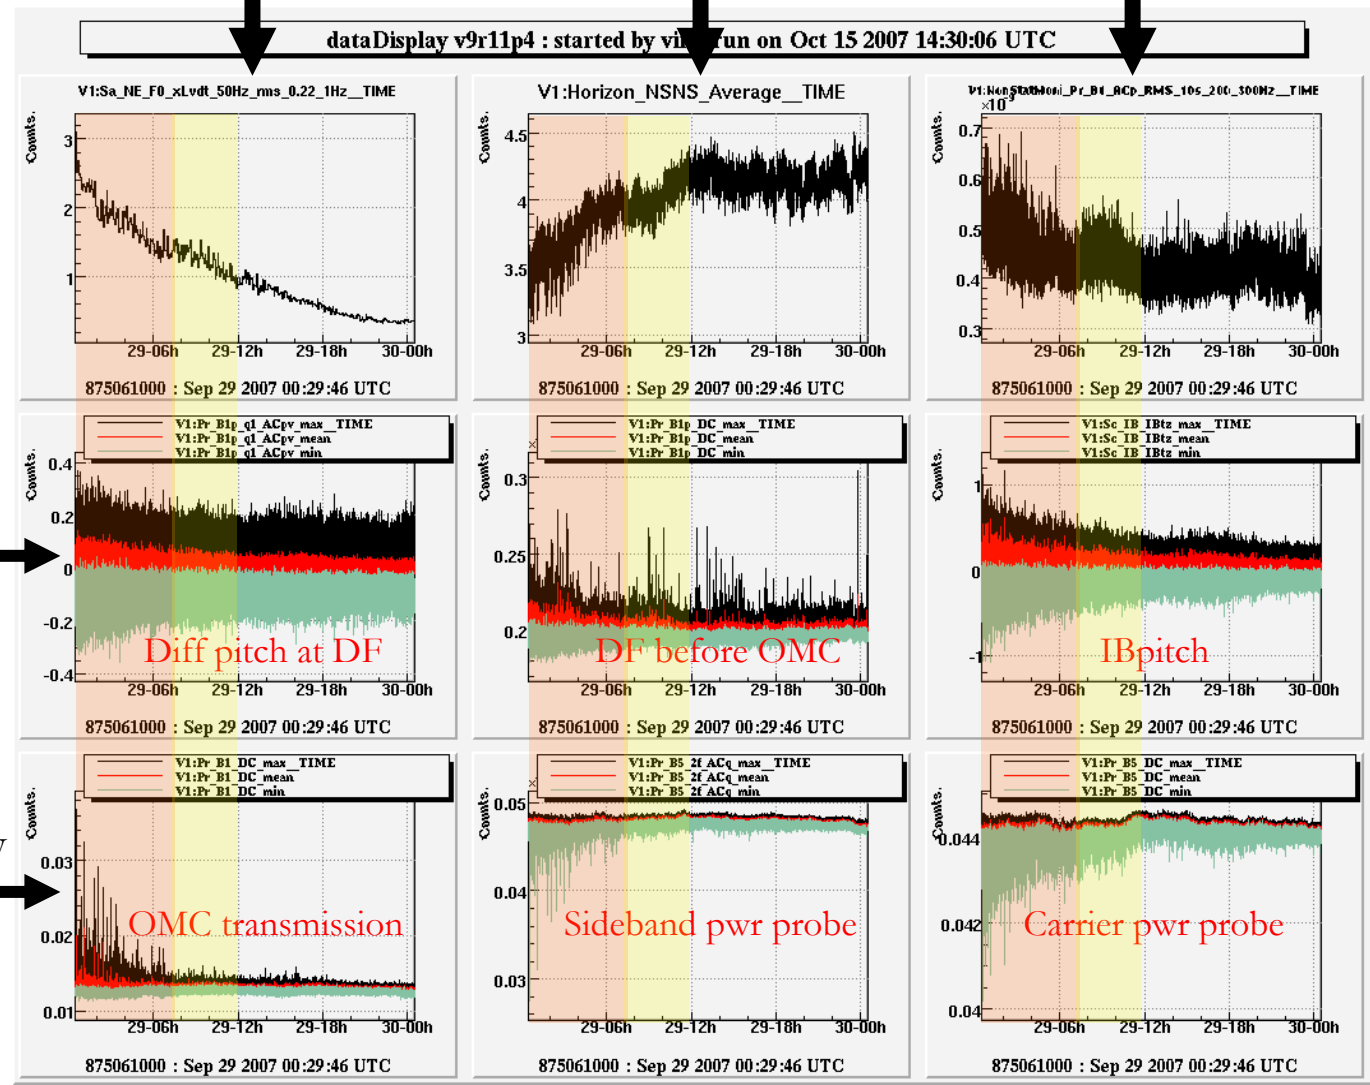 dataDisplay v9r11p4 : started by vi run on Oct 15 2007 14:30:06 UTC
V1:Sa_NE_F0_xLvdt_50Hz_rms_0.22_1Hz__TIME
Counts.
3
2
1
29-06h 29-12h 29-18h 30-00h
875061000 : Sep 29 2007 00:29:46 UTC
V1:Horizon_NSNS_Average__TIME
Counts.
4.5
4
3.5
3
29-06h 29-12h 29-18h 30-00h
875061000 : Sep 29 2007 00:29:46 UTC
V1:NonStatMoni_Pr_B1_ACp_RMS_10s_200_300Hz__TIME
Counts.
0.7
0.6
0.5
0.4
0.3
29-06h 29-12h 29-18h 30-00h
875061000 : Sep 29 2007 00:29:46 UTC
V1:Pr_B1p_q1_ACpv_max__TIME
V1:Pr_B1p_q1_ACpv_mean
V1:Pr_B1p_q1_ACpv_min
Counts.
0.4
0.2
0
-0.2
-0.4
Diff pitch at DF
29-06h 29-12h 29-18h 30-00h
875061000 : Sep 29 2007 00:29:46 UTC
V1:Pr_B1p_DC_max__TIME
V1:Pr_B1p_DC_mean
V1:Pr_B1p_DC_min
Counts.
0.3
0.25
0.2
DF before OMC
29-06h 29-12h 29-18h 30-00h
875061000 : Sep 29 2007 00:29:46 UTC
V1:Sc_IB_IBtz_max__TIME
V1:Sc_IB_IBtz_mean
V1:Sc_IB_IBtz_min
Counts.
1
0
-1
IBpitch
29-06h 29-12h 29-18h 30-00h
875061000 : Sep 29 2007 00:29:46 UTC
V1:Pr_B1_DC_max__TIME
V1:Pr_B1_DC_mean
V1:Pr_B1_DC_min
Counts.
0.03
0.02
0.01
OMC transmission
29-06h 29-12h 29-18h 30-00h
875061000 : Sep 29 2007 00:29:46 UTC
V1:Pr_B5_2f_ACq_max__TIME
V1:Pr_B5_2f_ACq_mean
V1:Pr_B5_2f_ACq_min
Counts.
0.05
0.04
0.03
Sideband pwr probe
29-06h 29-12h 29-18h 30-00h
875061000 : Sep 29 2007 00:29:46 UTC
V1:Pr_B5_DC_max__TIME
V1:Pr_B5_DC_mean
V1:Pr_B5_DC_min
Counts.
0.044
0.042
0.04
Carrier pwr probe
29-06h 29-12h 29-18h 30-00h
875061000 : Sep 29 2007 00:29:46 UTC